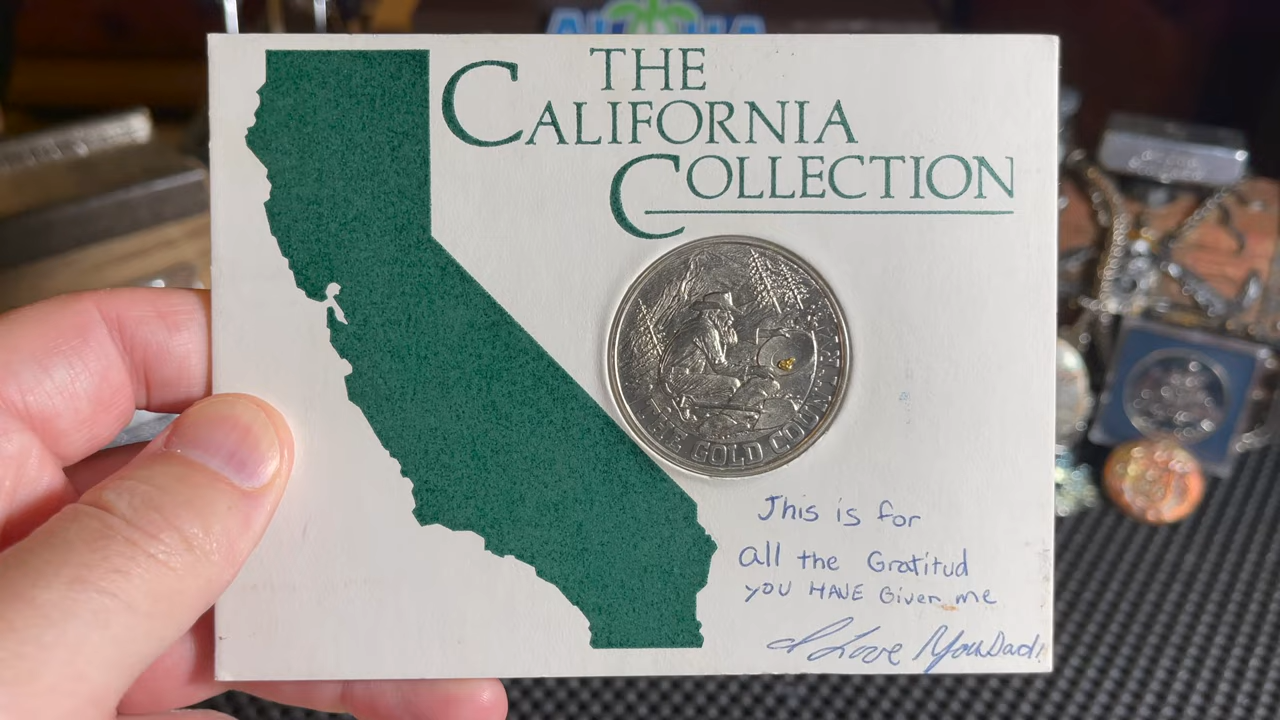 THE
CALIFORNIA
COLLECTION
THE GOLD COUNTRY
This is for
all the Gratitud
YOU HAVE Given me
I Love You Dad!